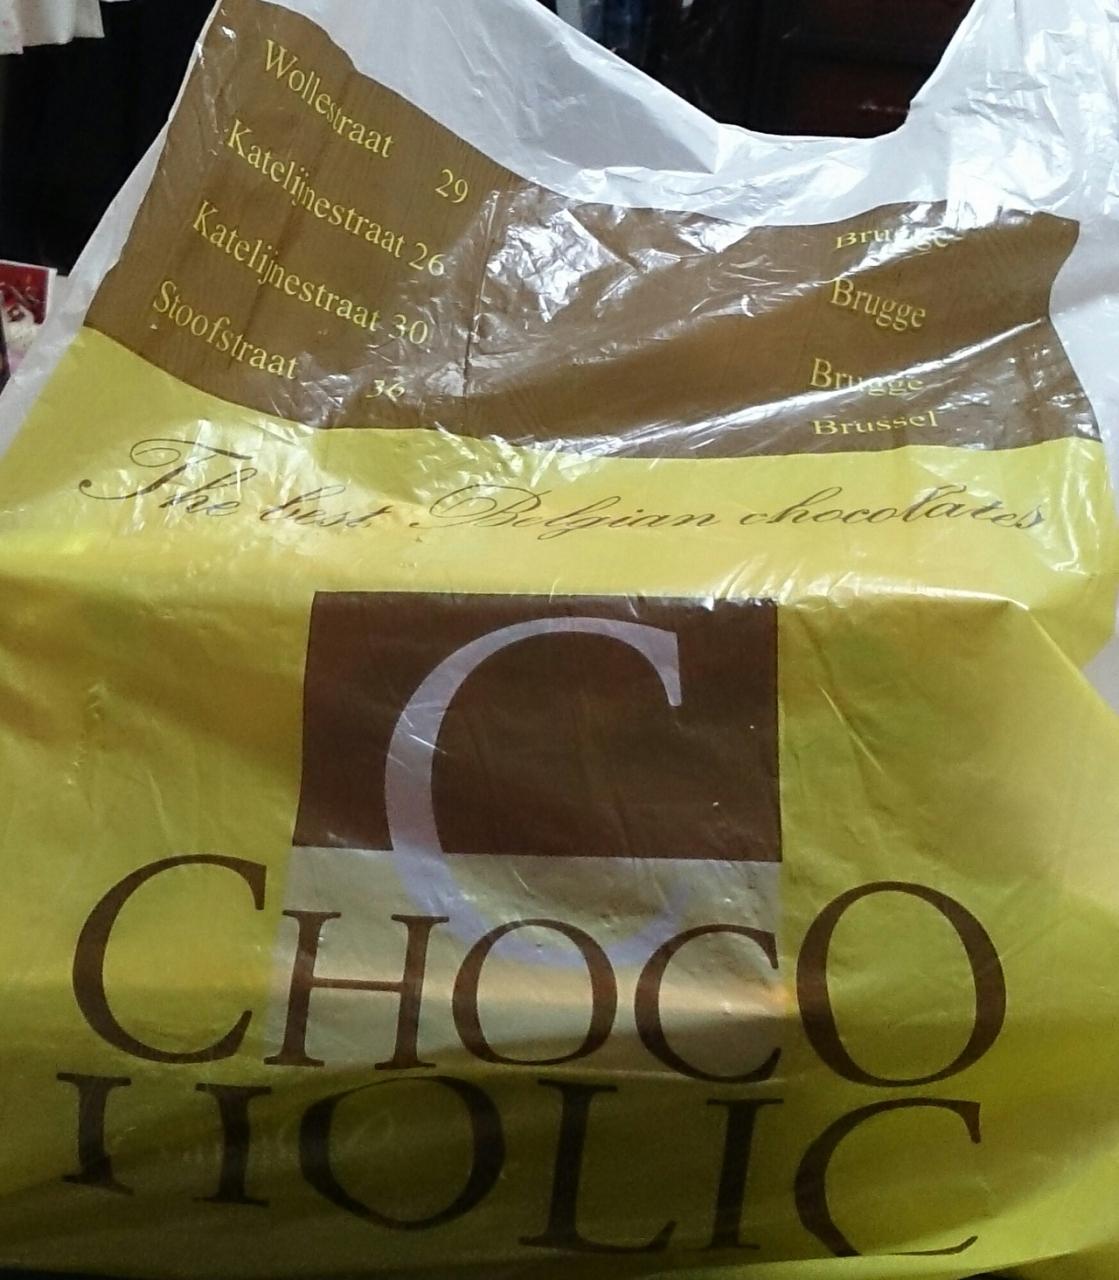 Wollestraat 29
Katelijnestraat 26 Brugge
Katelijnestraat 30 Brugge
Stoofstraat 36 Brussel
The best Belgian chocolates
C
CHOCO
HOLIC